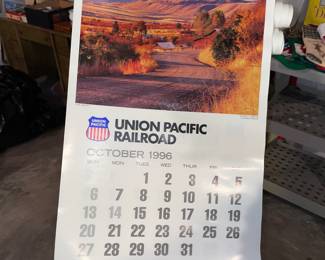 UNION
PACIFIC
UNION PACIFIC
RAILROAD
OCTOBER 1996
SUN MON TUES WED THUR FRI SAT
1 2 3 4 5
6 7 8 9 10 11 12
13 14 15 16 17 18 19
20 21 22 23 24 25 26
27 28 29 30 31